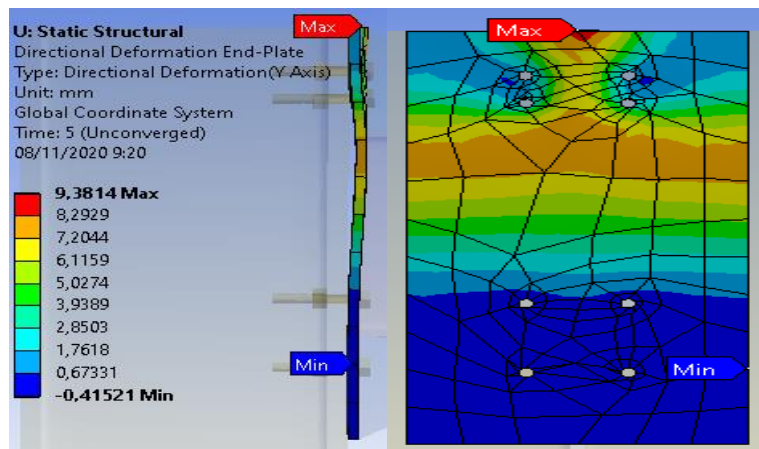 U: Static Structural
Directional Deformation End-Plate
Type: Directional Deformation(Y Axis)
Unit: mm
Global Coordinate System
Time: 5 (Unconverged)
08/11/2020 9:20
9,3814 Max
8,2929
7,2044
6,1159
5,0274
3,9389
2,8503
1,7618
0,67331
-0,41521 Min
Max
Min
Max
Min